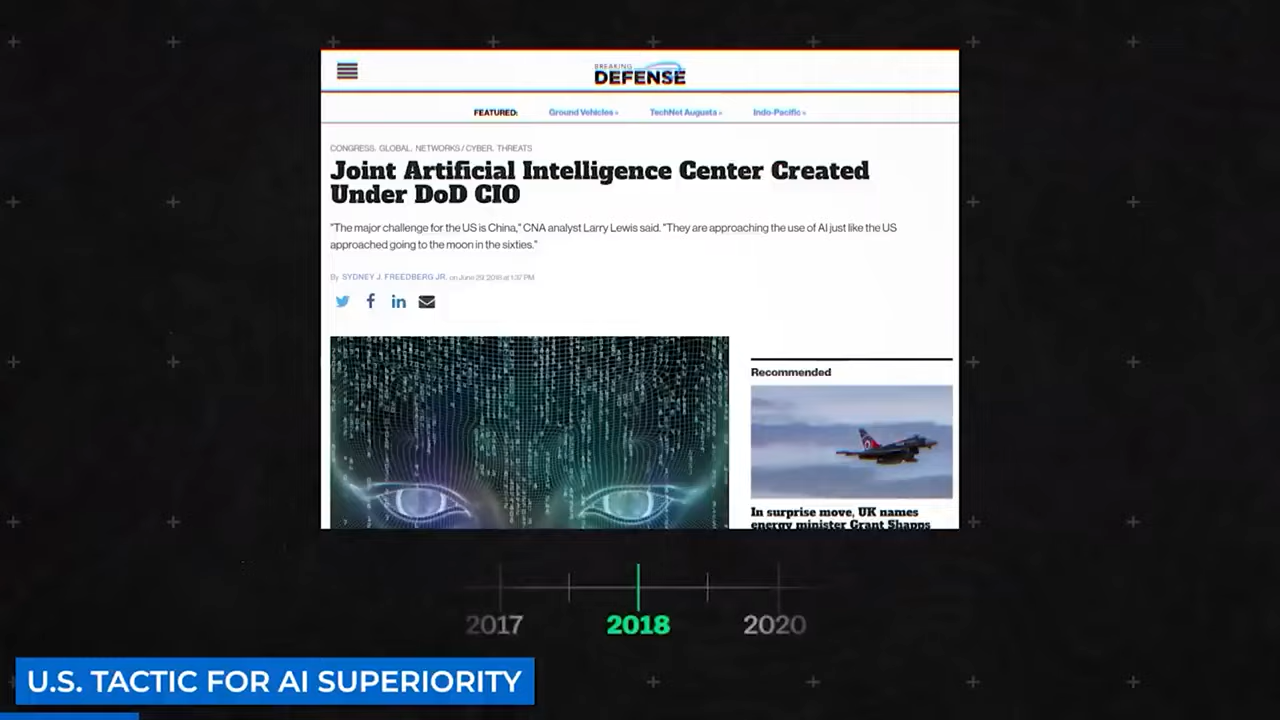 BREAKING
DEFENSE
FEATURED:
Ground Vehicles »
TechNet Augusta »
Indo-Pacific »
CONGRESS, GLOBAL, NETWORKS / CYBER, THREATS
Joint Artificial Intelligence Center Created
Under DoD CIO
"The major challenge for the US is China," CNA analyst Larry Lewis said. "They are approaching the use of AI just like the US
approached going to the moon in the sixties."
By SYDNEY J. FREEDBERG JR. on June 29, 2018 at 1:37 PM
Recommended
In surprise move, UK names
energy minister Grant Shapps
2017
2018
2020
U.S. TACTIC FOR AI SUPERIORITY